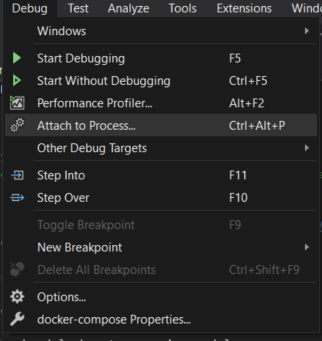 Debug Test Analyze Tools Extensions
Windows
Start Debugging F5
Start Without Debugging Ctrl+F5
Performance Profiler... Alt+F2
Attach to Process... Ctrl+Alt+P
Other Debug Targets
Step Into F11
Step Over F10
Toggle Breakpoint F9
New Breakpoint
Delete All Breakpoints Ctrl+Shift+F9
Options...
docker-compose Properties...